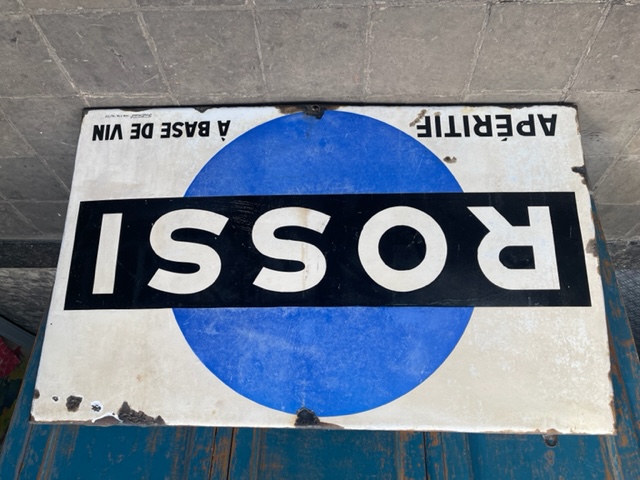 ROSSI
APÉRITIF
À BASE DE VIN